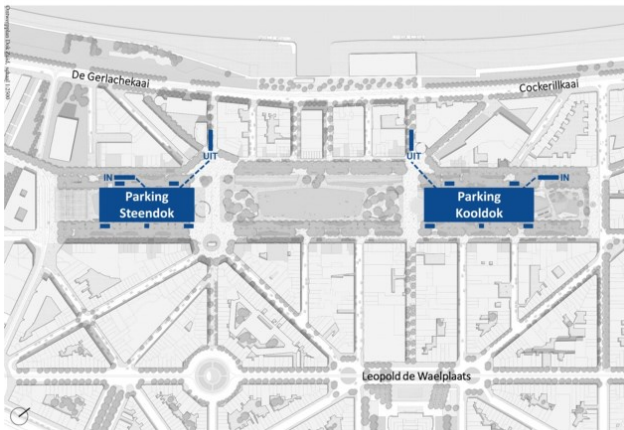 De Gerlachekaai
Cockerillkaai
UIT
UIT
IN
IN
Parking
Steendok
Parking
Kooldok
Leopold de Waelplaats